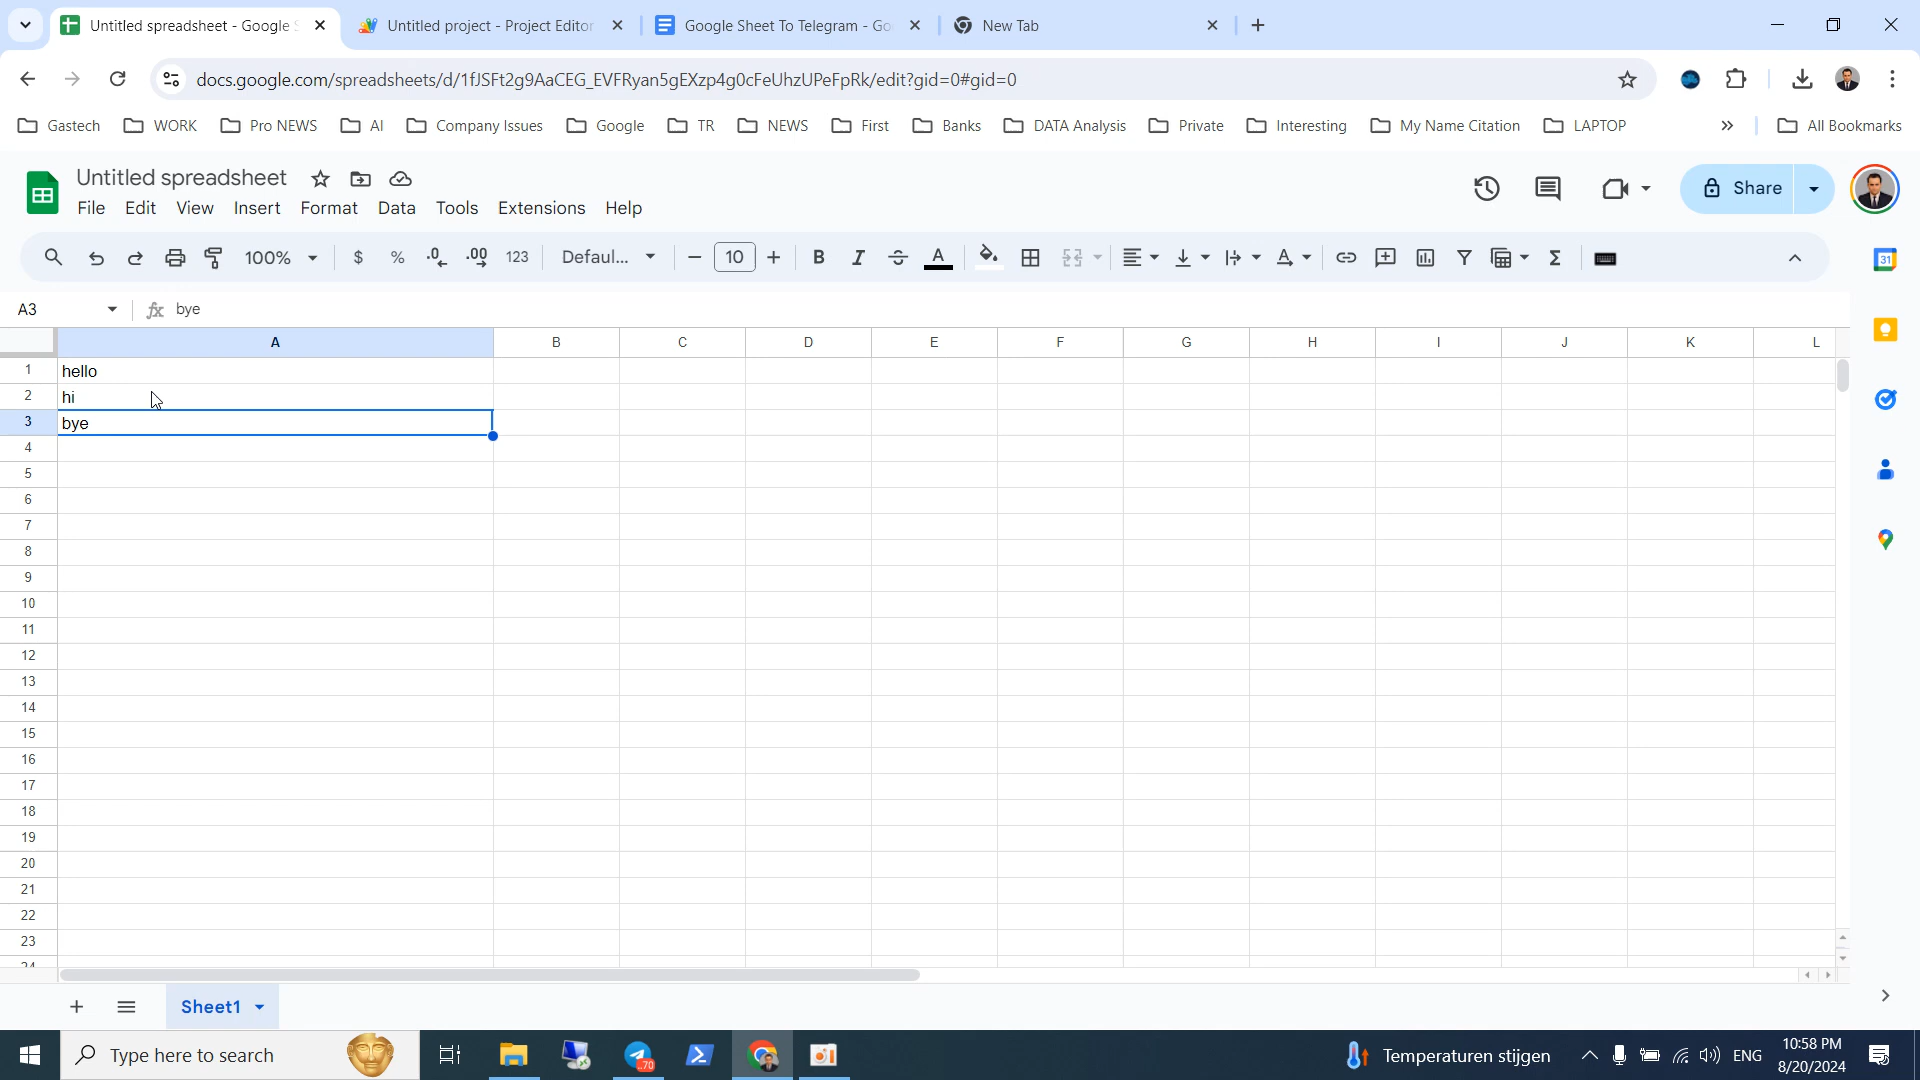 Untitled spreadsheet - Google S
Untitled project - Project Editor
Google Sheet To Telegram - Go
New Tab
docs.google.com/spreadsheets/d/1fJSFt2g9AaCEG_EVFRyan5gEXzp4g0cFeUhzUPeFpRk/edit?gid=0#gid=0
Gastech WORK Pro NEWS AI Company Issues Google TR NEWS First Banks DATA Analysis Private Interesting My Name Citation LAPTOP » All Bookmarks
Untitled spreadsheet
File Edit View Insert Format Data Tools Extensions Help
Share
100% $ % .0 .00 123 Defaul... − 10 + B I S A Σ
31
A3 fx bye
A B C D E F G H I J K L
1 hello
2 hi
3 bye
4
5
6
7
8
9
10
11
12
13
14
15
16
17
18
19
20
21
22
23
24
+ Sheet1
Type here to search
70
Temperaturen stijgen
ENG
10:58 PM
8/20/2024